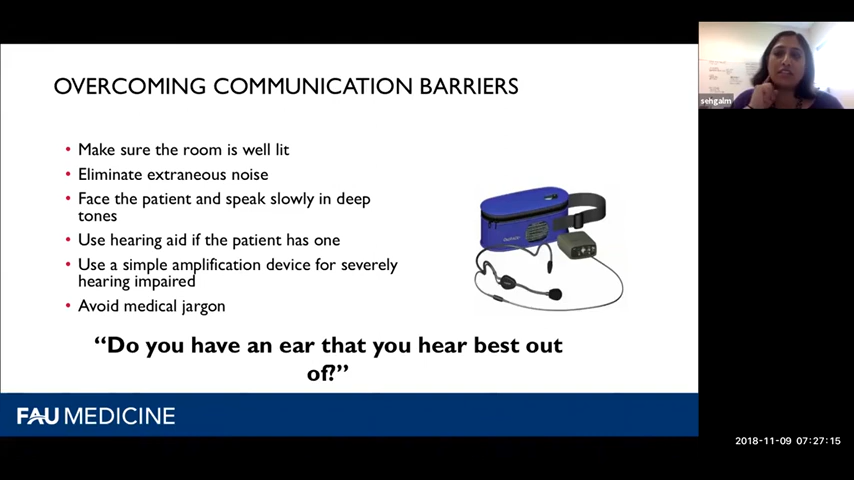 OVERCOMING COMMUNICATION BARRIERS
sehgalm
• Make sure the room is well lit
• Eliminate extraneous noise
• Face the patient and speak slowly in deep
tones
• Use hearing aid if the patient has one
• Use a simple amplification device for severely
hearing impaired
• Avoid medical jargon
“Do you have an ear that you hear best out
of?”
FAU MEDICINE
2018-11-09 07:27:15